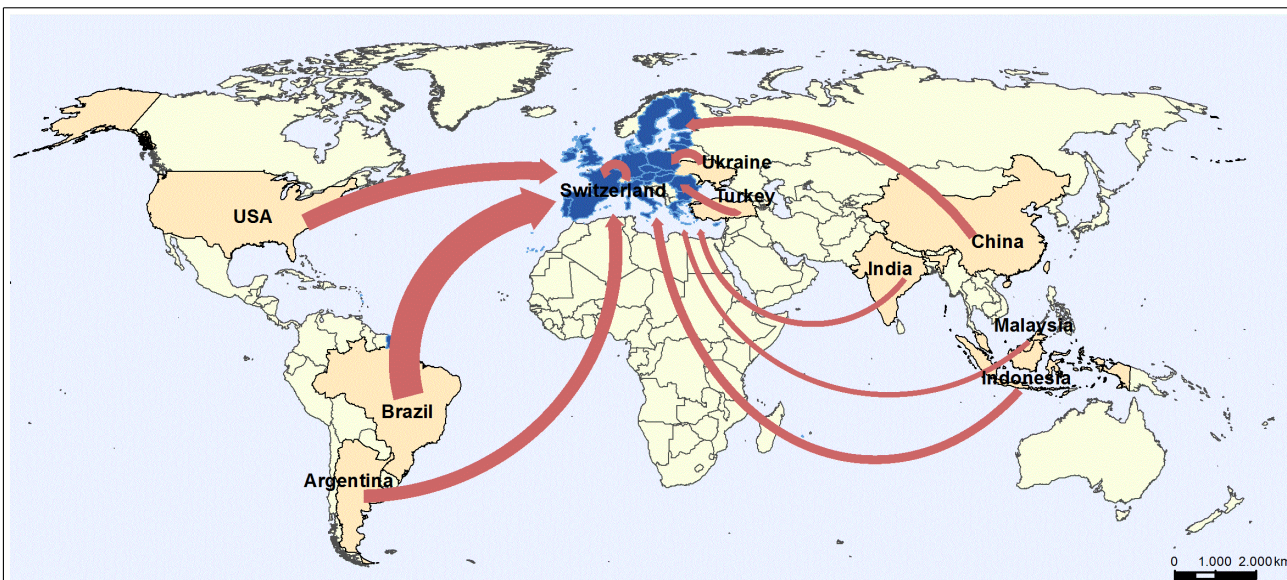 Ukraine
Switzerland
Turkey
USA
China
India
Malaysia
Indonesia
Brazil
Argentina
0 1.000 2.000 km